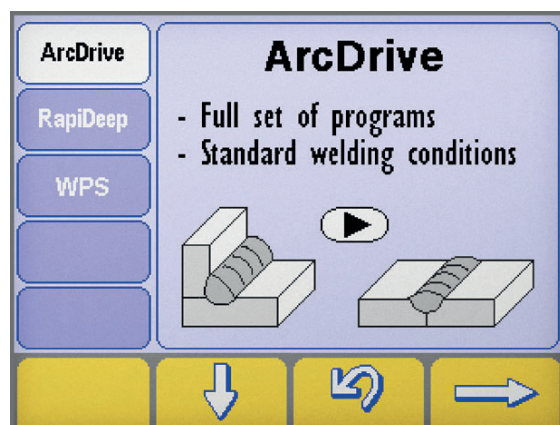 ArcDrive
RapiDeep
WPS
ArcDrive
- Full set of programs
- Standard welding conditions